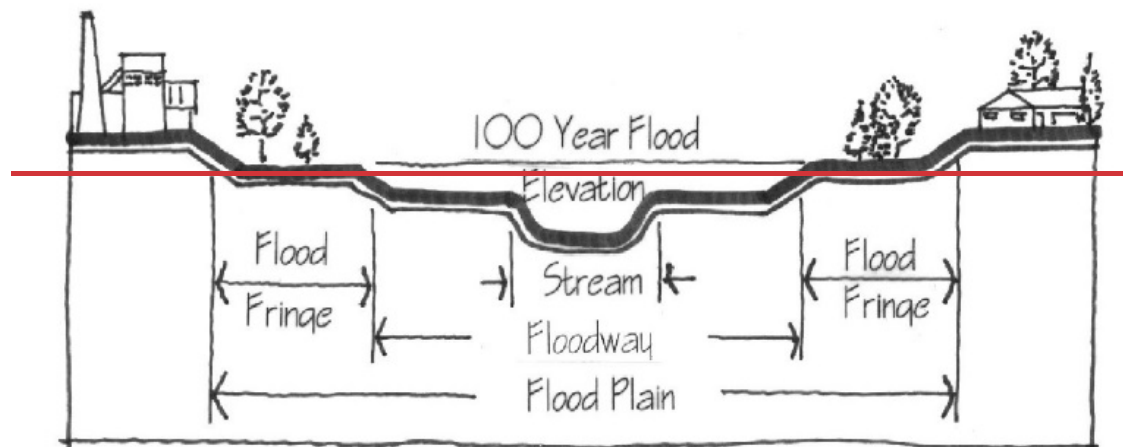 100 Year Flood
Elevation
Flood
Fringe
Stream
Flood
Fringe
Floodway
Flood Plain